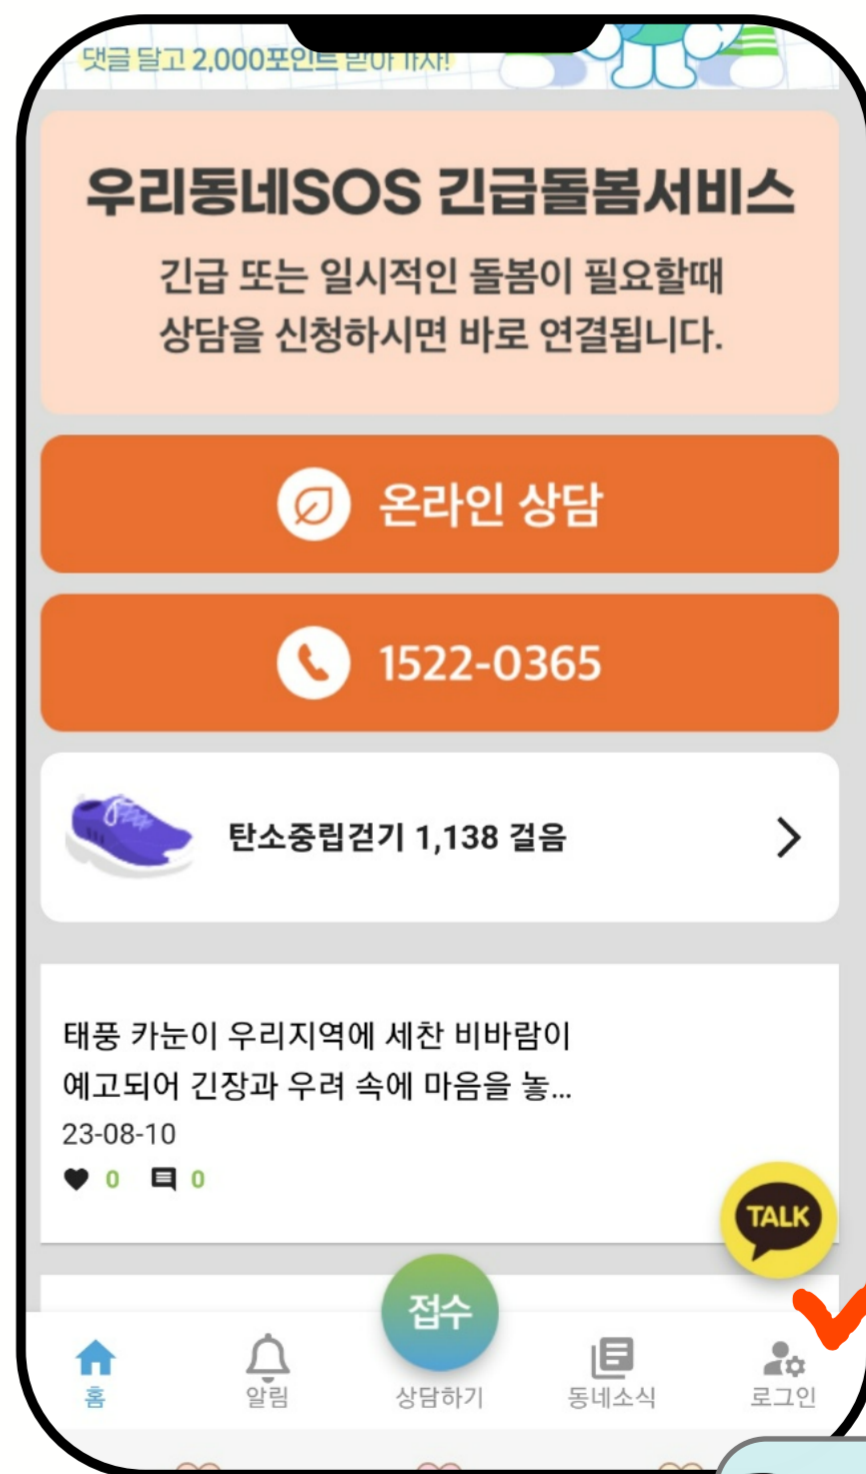 댓글 달고 2,000포인트 받아 가자!
우리동네SOS 긴급돌봄서비스
긴급 또는 일시적인 돌봄이 필요할때
상담을 신청하시면 바로 연결됩니다.
온라인 상담
1522-0365
탄소중립걷기 1,138 걸음
태풍 카눈이 우리지역에 세찬 비바람이
예고되어 긴장과 우려 속에 마음을 놓...
23-08-10
0 0
TALK
접수
홈 알림 상담하기 동네소식 로그인